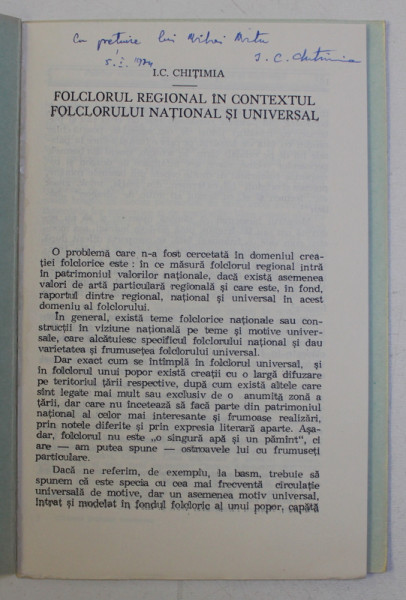 Cu prețuire lui Mihai
5.I. 974 I. C. Chițimia
I.C. CHIȚIMIA
FOLCLORUL REGIONAL ÎN CONTEXTUL
FOLCLORULUI NAȚIONAL ȘI UNIVERSAL
O problemă care n-a fost cercetată în domeniul crea-
ției folclorice este : în ce măsură folclorul regional intră
în patrimoniul valorilor naționale, dacă există asemenea
valori de artă particulară regională și care este, în fond,
raportul dintre regional, național și universal în acest
domeniu al folclorului.
În general, există teme folclorice naționale sau con-
strucții în viziune națională pe teme și motive univer-
sale, care alcătuiesc specificul folclorului național și dau
varietatea și frumusețea folclorului universal.
Dar exact cum se întîmplă în folclorul universal, și
în folclorul unui popor există creații cu o largă difuzare
pe teritoriul țării respective, după cum există altele care
sînt legate mai mult sau exclusiv de o anumită zonă a
țării, dar care nu încetează să facă parte din patrimoniul
național al celor mai interesante și frumoase realizări,
prin notele diferite și prin expresia literară aparte. Așa-
dar, folclorul nu este „o singură apă și un pămînt", ci
are — am putea spune — ostroavele lui cu frumuseți
particulare.
Dacă ne referim, de exemplu, la basm, trebuie să
spunem că este specia cu cea mai frecventă circulație
universală de motive, dar un asemenea motiv universal,
intrat și modelat în fondul folcloric al unui popor, capătă